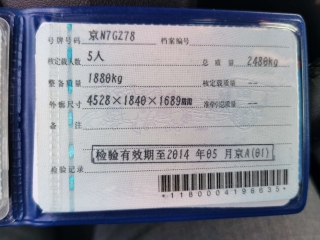 号牌号码 京N7GZ78 档案编号
核定载人数 5人 总质量 2480kg
整备质量 1880kg 核定载质量 --
外廓尺寸 4528×1840×1689mm 准牵引总质量 --
备注
检验有效期至2014 年05 月京A(01)
检验记录
*1180004198635*